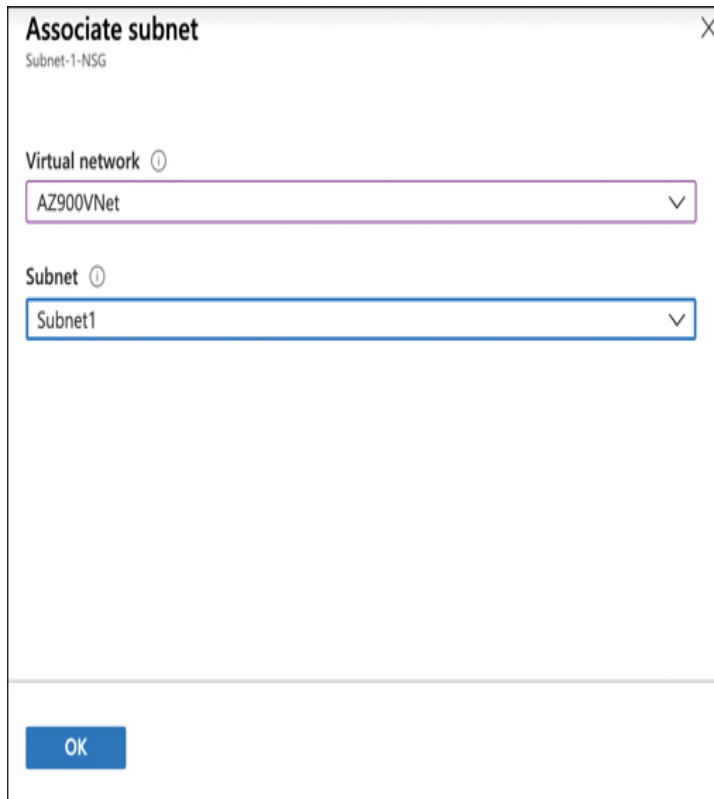 Associate subnet
Subnet-1-NSG
Virtual network
AZ900VNet
Subnet
Subnet1
OK